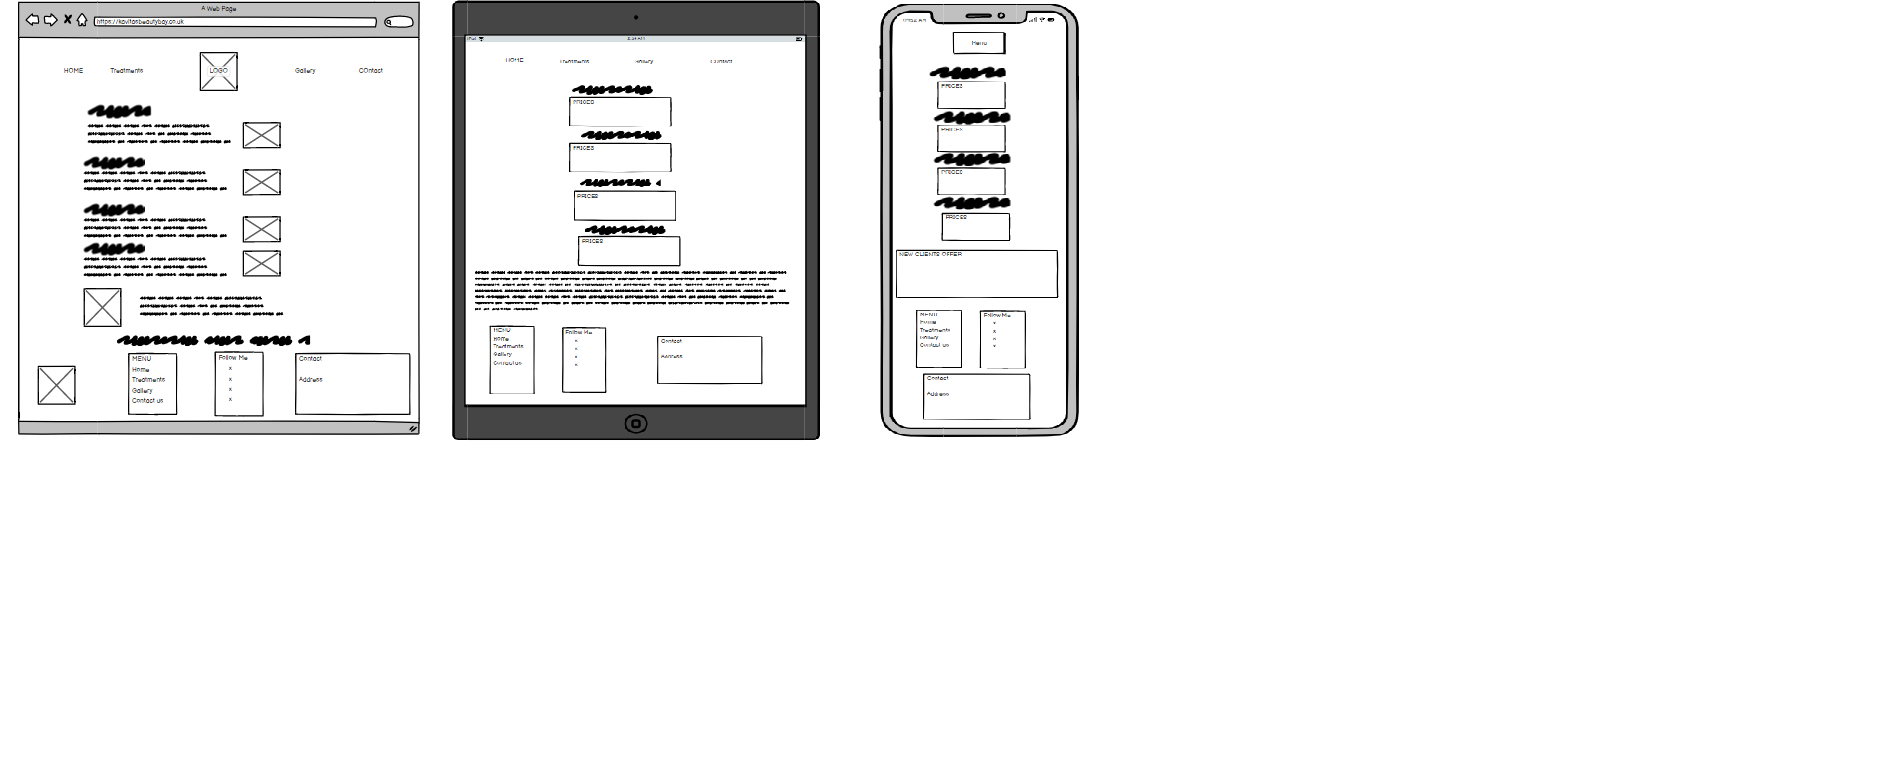 A Web Page
https://kavitasbeautybay.co.uk
HOME Treatments LOGO Gallery COntact
MENU
Home
Treatments
Gallery
Contact us
Follow Me
x
x
x
x
Contact
Address
iPad
HOME Treatments Gallery COntact
PRICES
PRICES
PRICES
PRICES
MENU
Home
Treatments
Gallery
Contact us
Follow Me
x
x
x
x
Contact
Address
Menu
PRICES
PRICES
PRICES
PRICES
NEW CLIENTS OFFER
MENU
Home
Treatments
Gallery
Contact us
Follow Me
x
x
x
x
Contact
Address